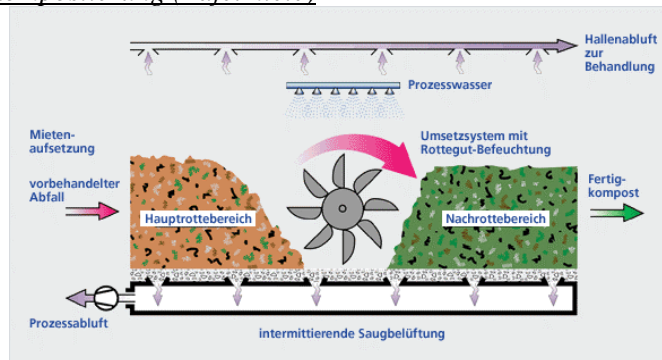 Hallenabluft
zur
Behandlung
Prozesswasser
Mieten-
aufsetzung
Umsetzsystem mit
Rottegut-Befeuchtung
vorbehandelter
Abfall
Fertig-
kompost
Hauptrottebereich
Nachrottebereich
Prozessabluft
intermittierende Saugbelüftung